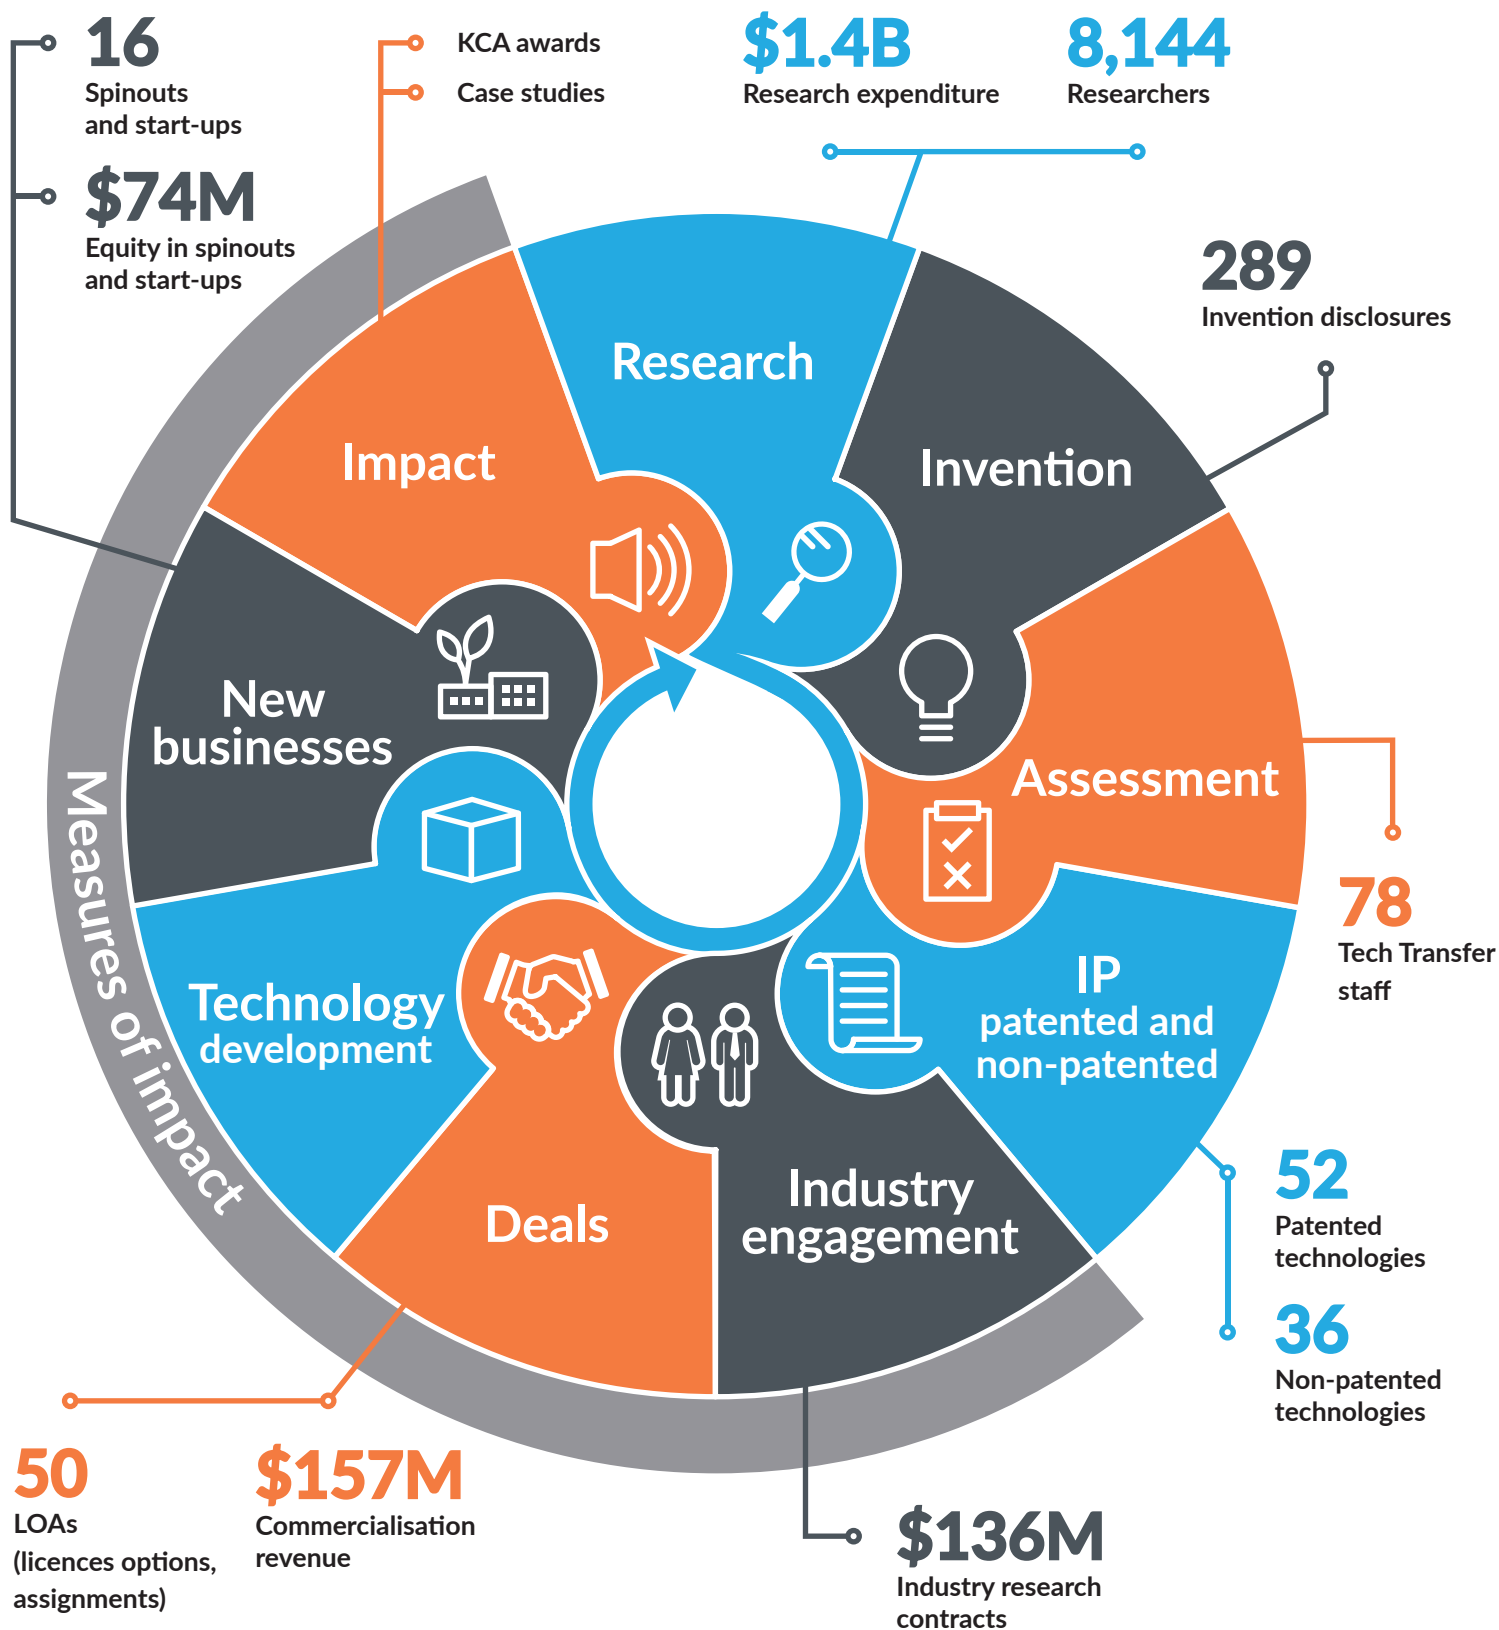 16
Spinouts
and start-ups
$74M
Equity in spinouts
and start-ups
KCA awards
Case studies
$1.4B
Research expenditure
8,144
Researchers
289
Invention disclosures
Research
Invention
Impact
Assessment
New
businesses
78
Tech Transfer
staff
IP
patented and
non-patented
Technology
development
Measures of impact
Industry
engagement
Deals
52
Patented
technologies
36
Non-patented
technologies
50
LOAs
(licences options,
assignments)
$157M
Commercialisation
revenue
$136M
Industry research
contracts